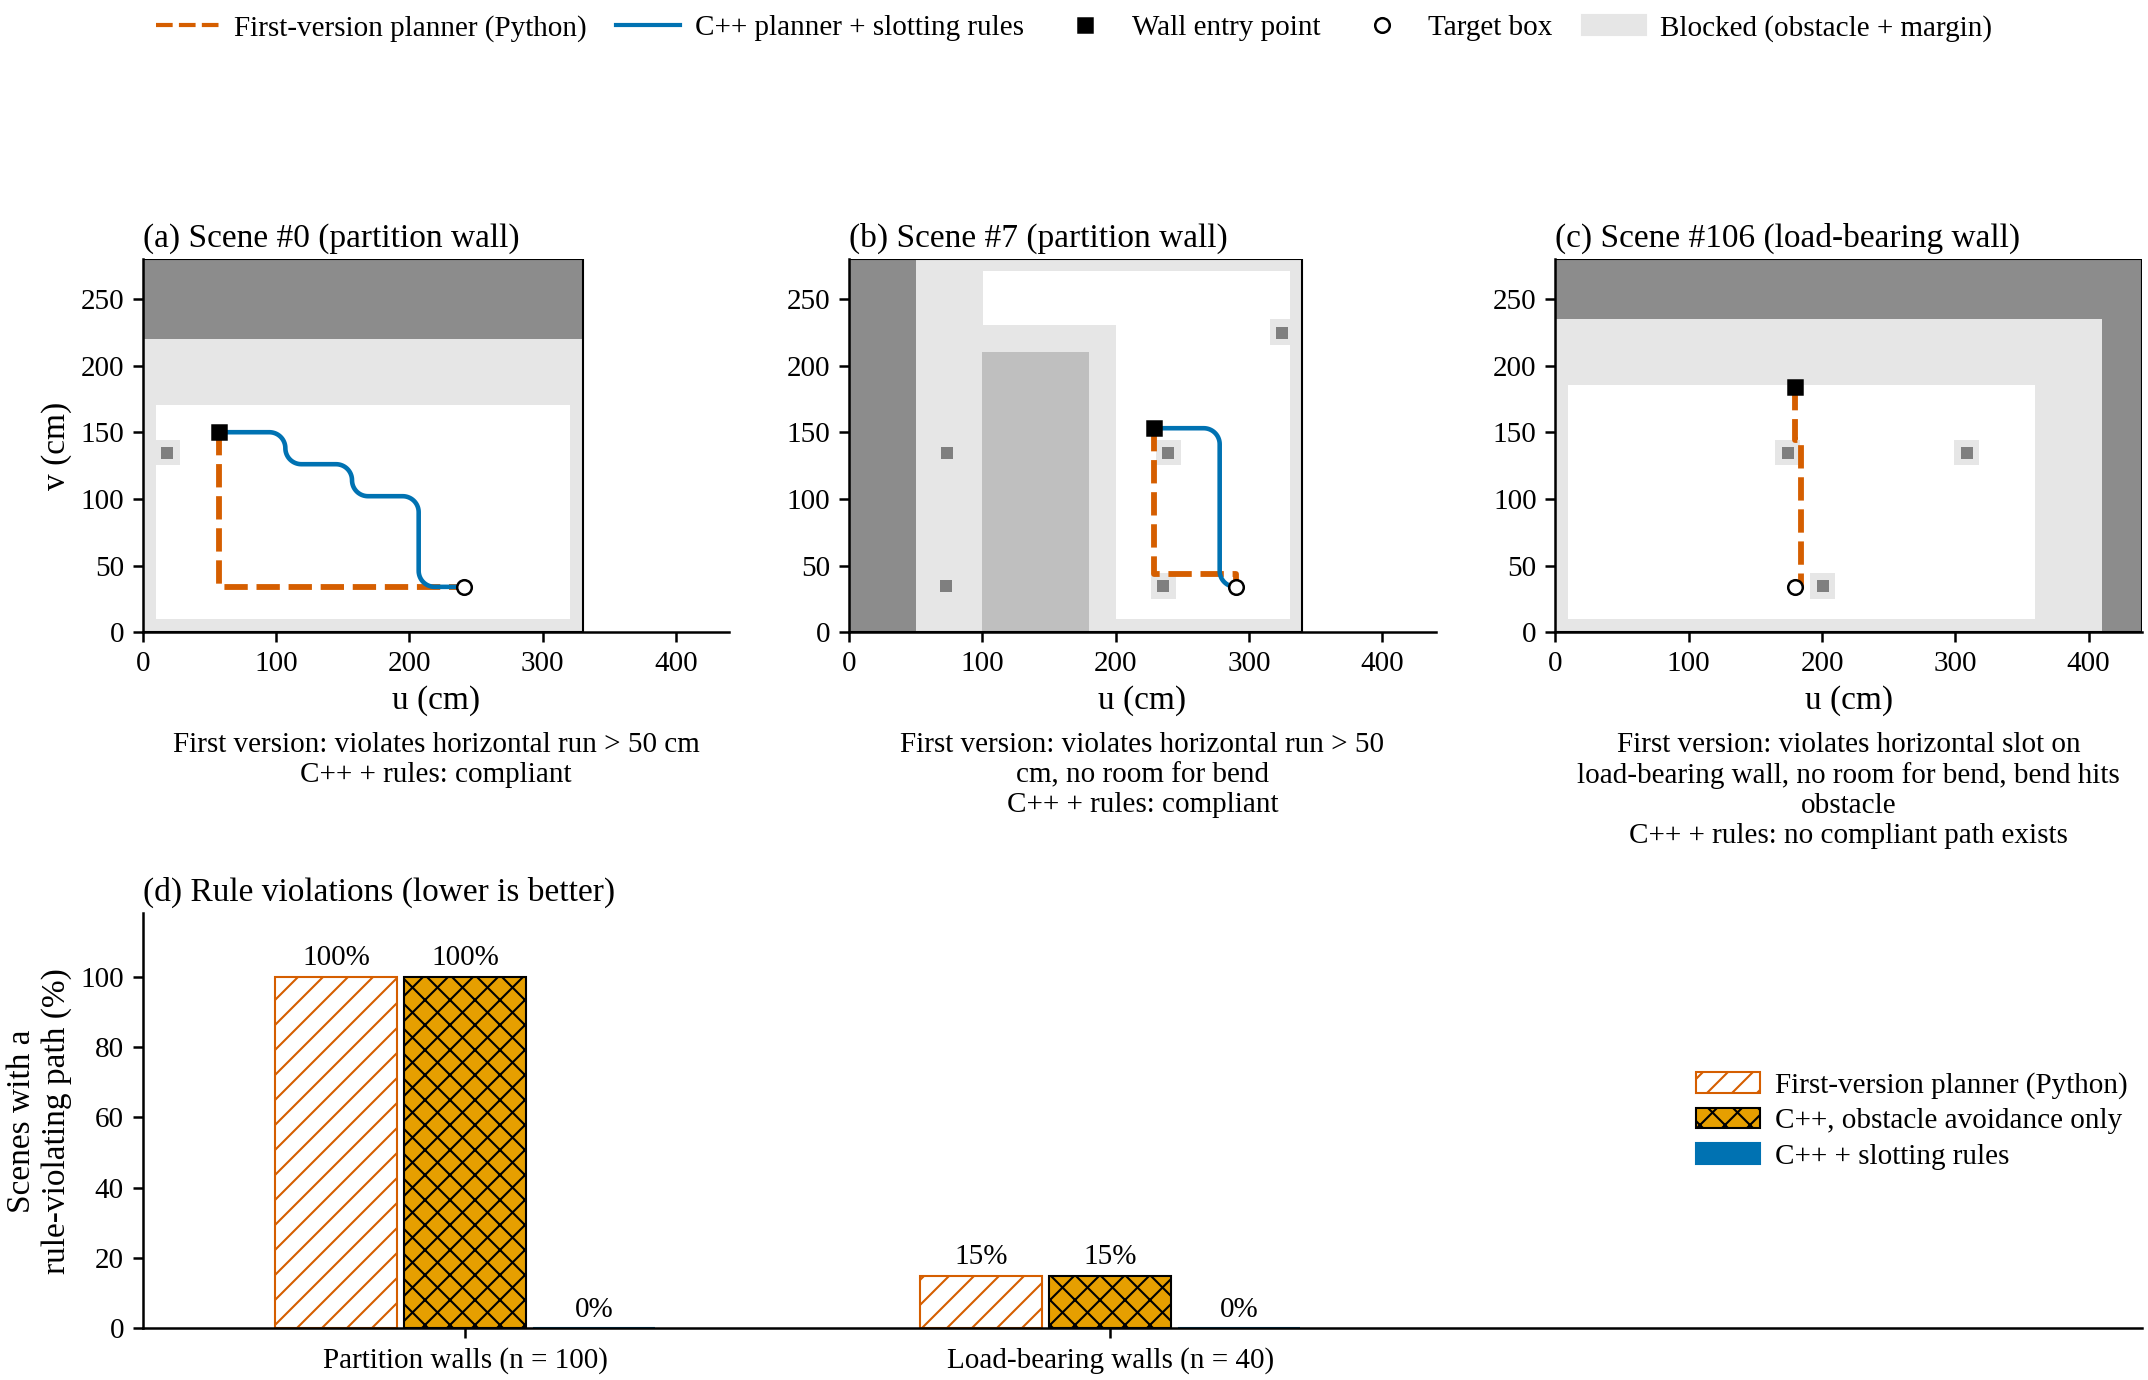 First-version planner (Python)
C++ planner + slotting rules
Wall entry point
Target box
Blocked (obstacle + margin)
(a) Scene #0 (partition wall)
v (cm)
250
200
150
100
50
0
0
100
200
300
400
u (cm)
First version: violates horizontal run > 50 cm
C++ + rules: compliant
(b) Scene #7 (partition wall)
250
200
150
100
50
0
0
100
200
300
400
u (cm)
First version: violates horizontal run > 50
cm, no room for bend
C++ + rules: compliant
(c) Scene #106 (load-bearing wall)
250
200
150
100
50
0
0
100
200
300
400
u (cm)
First version: violates horizontal slot on
load-bearing wall, no room for bend, bend hits
obstacle
C++ + rules: no compliant path exists
(d) Rule violations (lower is better)
Scenes with a
rule-violating path (%)
100
80
60
40
20
0
100%
100%
0%
15%
15%
0%
Partition walls (n = 100)
Load-bearing walls (n = 40)
First-version planner (Python)
C++, obstacle avoidance only
C++ + slotting rules